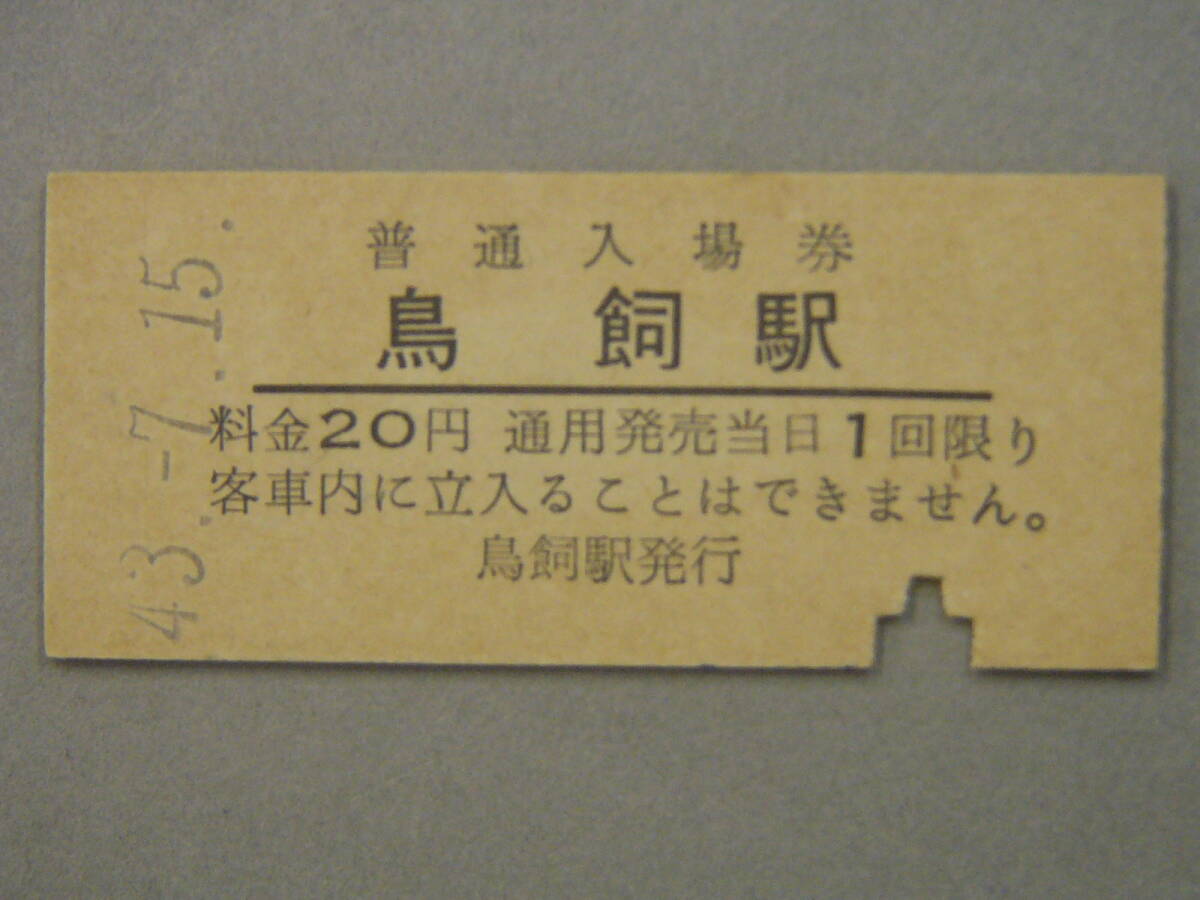 普通入場券
鳥飼駅
料金20円 通用発売当日1回限り
客車内に立入ることはできません。
鳥飼駅発行
43.-7.15.